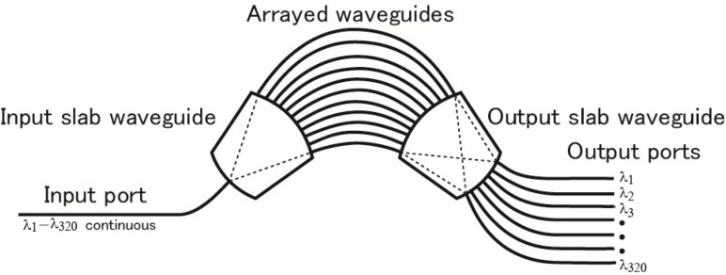 Arrayed waveguides
Input slab waveguide
Output slab waveguide
Output ports
Input port
λ1−λ320 continuous
λ1
λ2
λ3
λ320